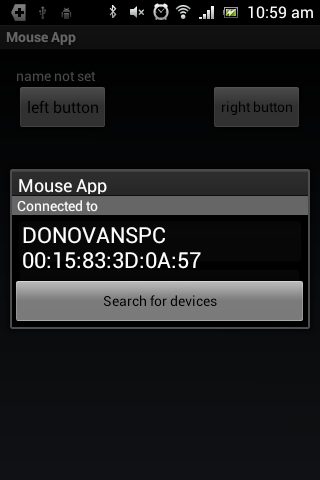 10:59 am
Mouse App
name not set
left button
right button
Mouse App
Connected to
DONOVANSPC
00:15:83:3D:0A:57
Search for devices